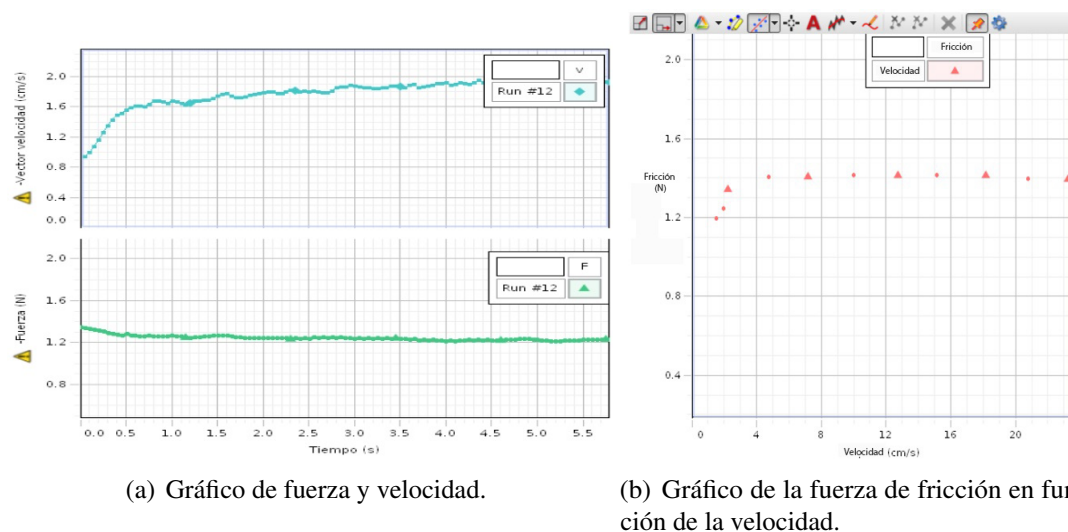 2.0
V
Run #12
1.6
1.2
0.8
0.4
0.0
-Vector velocidad (cm/s)
2.0
F
Run #12
1.6
1.2
0.8
-Fuerza (N)
0.0 0.5 1.0 1.5 2.0 2.5 3.0 3.5 4.0 4.5 5.0 5.5
Tiempo (s)
(a) Gráfico de fuerza y velocidad.
A
Fricción
Velocidad
2.0
1.6
Fricción
(N)
1.2
0.8
0.4
0 4 8 12 16 20
Velocidad (cm/s)
(b) Gráfico de la fuerza de fricción en fun
ción de la velocidad.